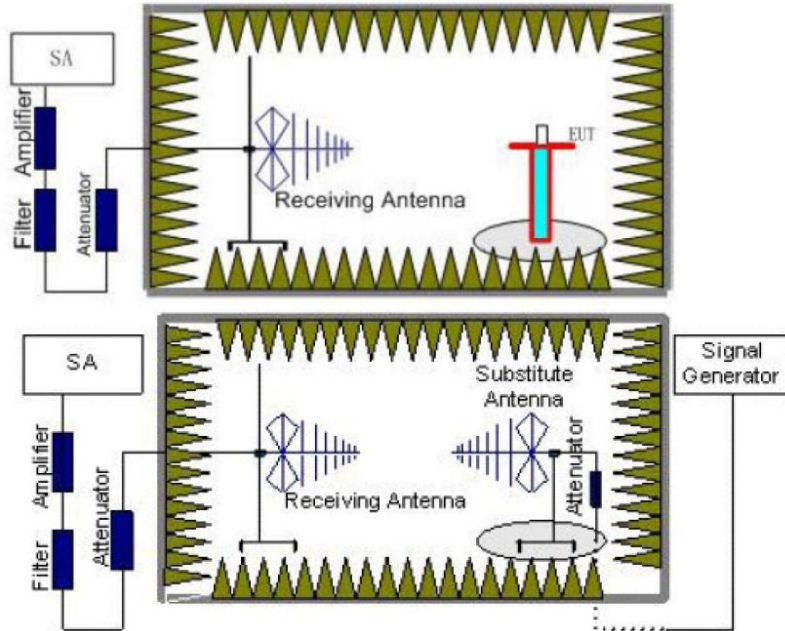 SA
Amplifier
Filter
Attenuator
Receiving Antenna
EUT
SA
Amplifier
Filter
Attenuator
Receiving Antenna
Substitute
Antenna
Attenuator
Signal
Generator